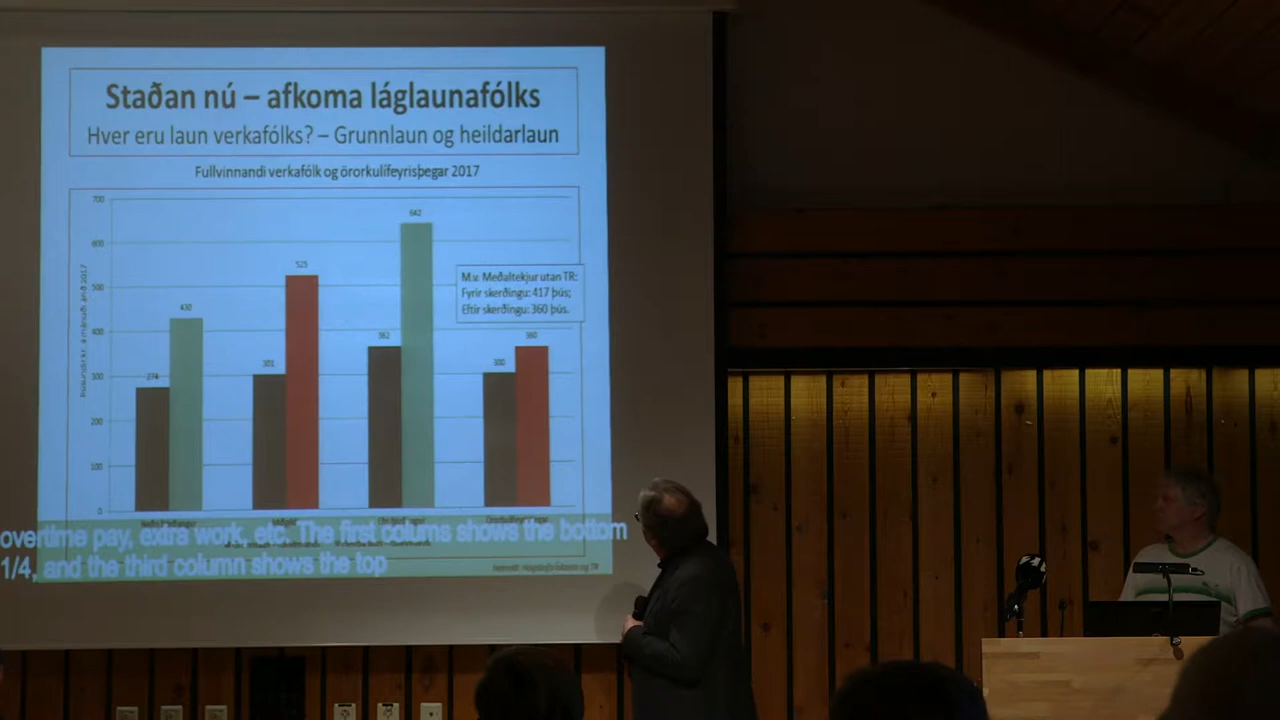 Staðan nú – afkoma láglaunafólks
Hver eru laun verkafólks? – Grunnlaun og heildarlaun
Fullvinnandi verkafólk og örorkulífeyrisþegar 2017
700
642
600
525
M.v. Meðaltekjur utan TR:
Fyrir skerðingu: 417 þús;
Eftir skerðingu: 360 þús.
500
430
400
362
360
274
301
300
300
200
100
0
overtime pay, extra work, etc. The first colums shows the bottom
1/4, and the third column shows the top